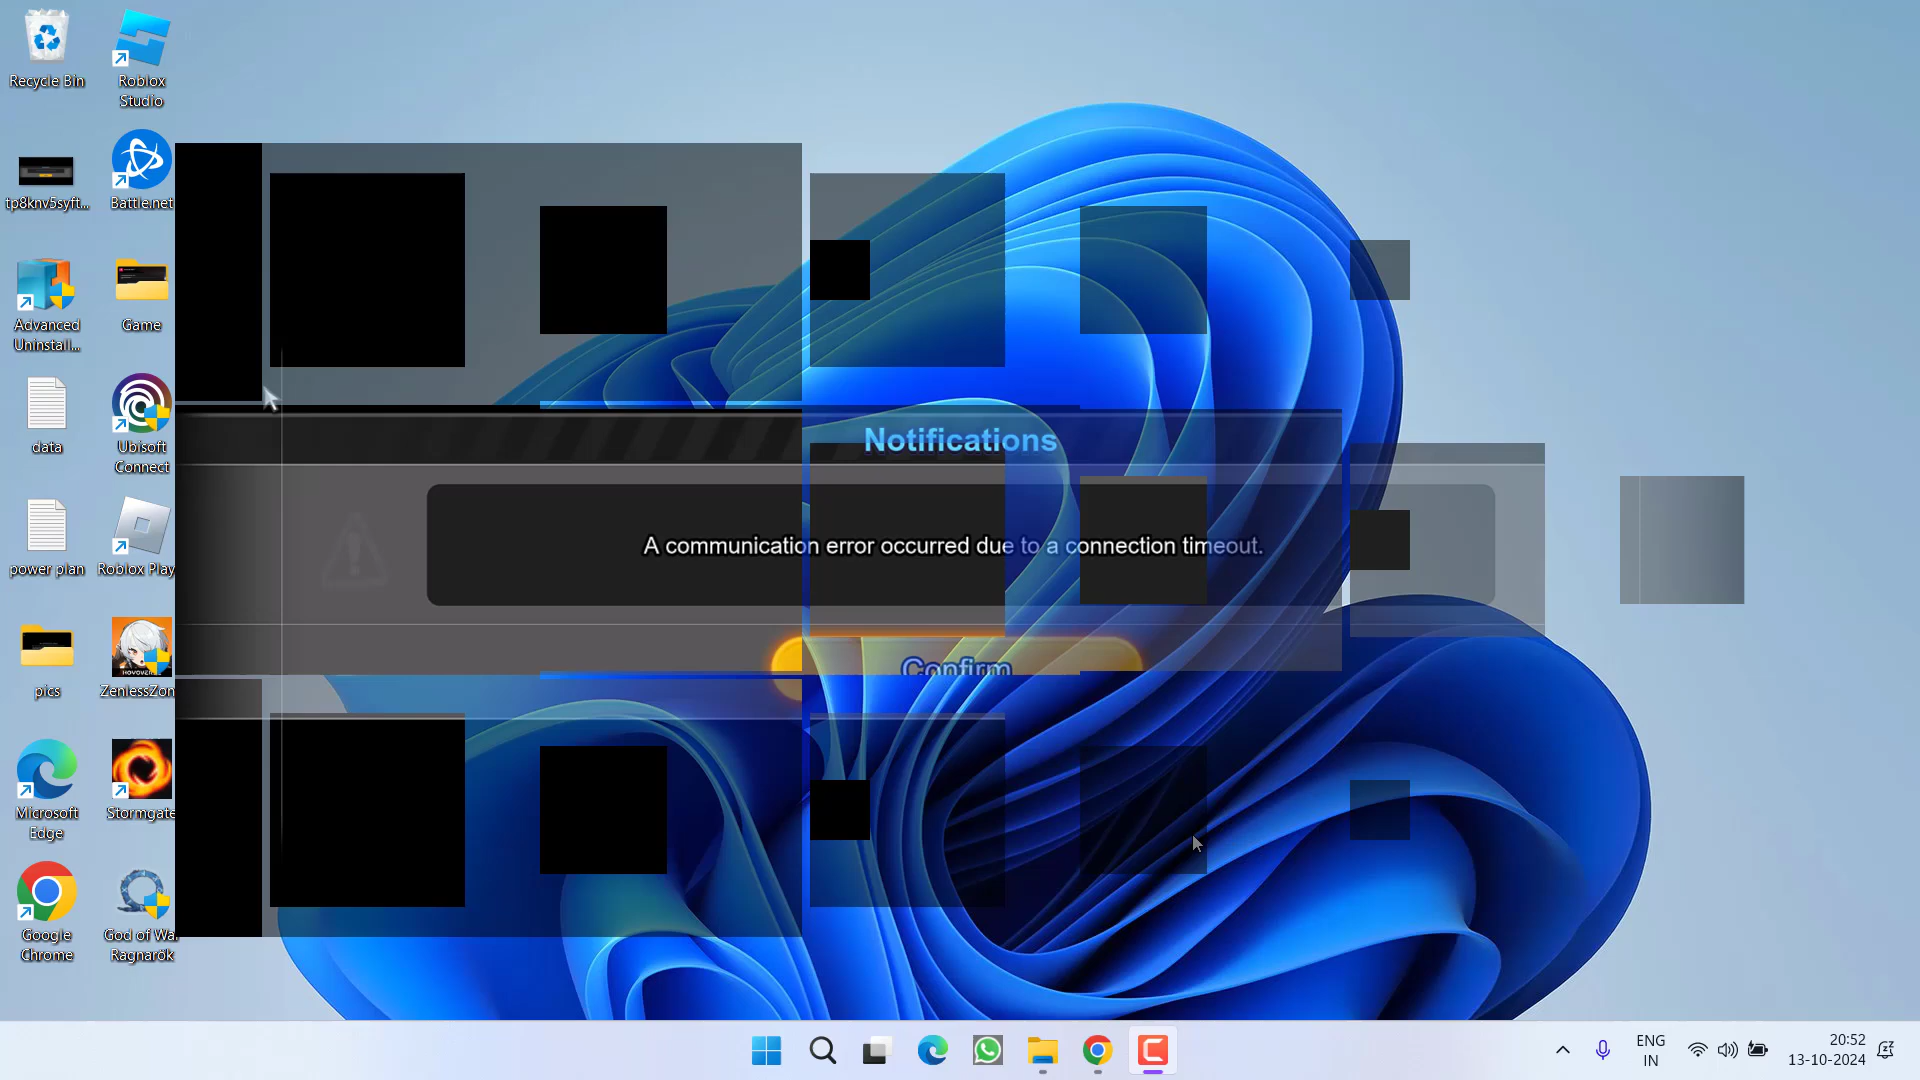 Recycle Bin
Roblox
Studio
tp8knv5syft...
Battle.net
Advanced
Uninstall...
Game
data
Ubisoft
Connect
power plan
Roblox Play
pics
ZenlessZon
Microsoft
Edge
Stormgate
Google
Chrome
God of Wa
Ragnarök
Notifications
A communication error occurred due to a connection timeout.
Confirm
ENG
IN
20:52
13-10-2024